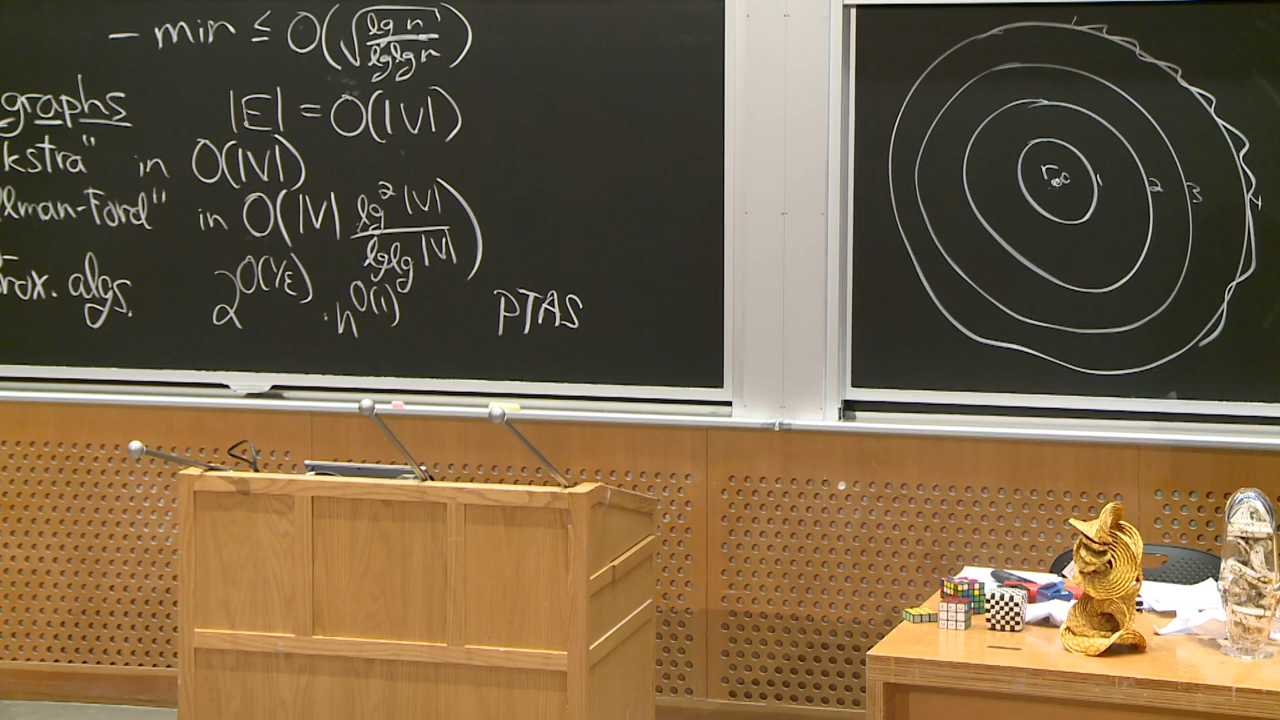 - min ≤ O(√(lg n / lglg n))
graphs |E| = O(|V|)
kstra" in O(|V|)
llman-Ford" in O(|V| lg² |V| / lglg |V|)
rox. algs. 2^O(1/ε) · n^O(1) PTAS
r
1
2
3
4